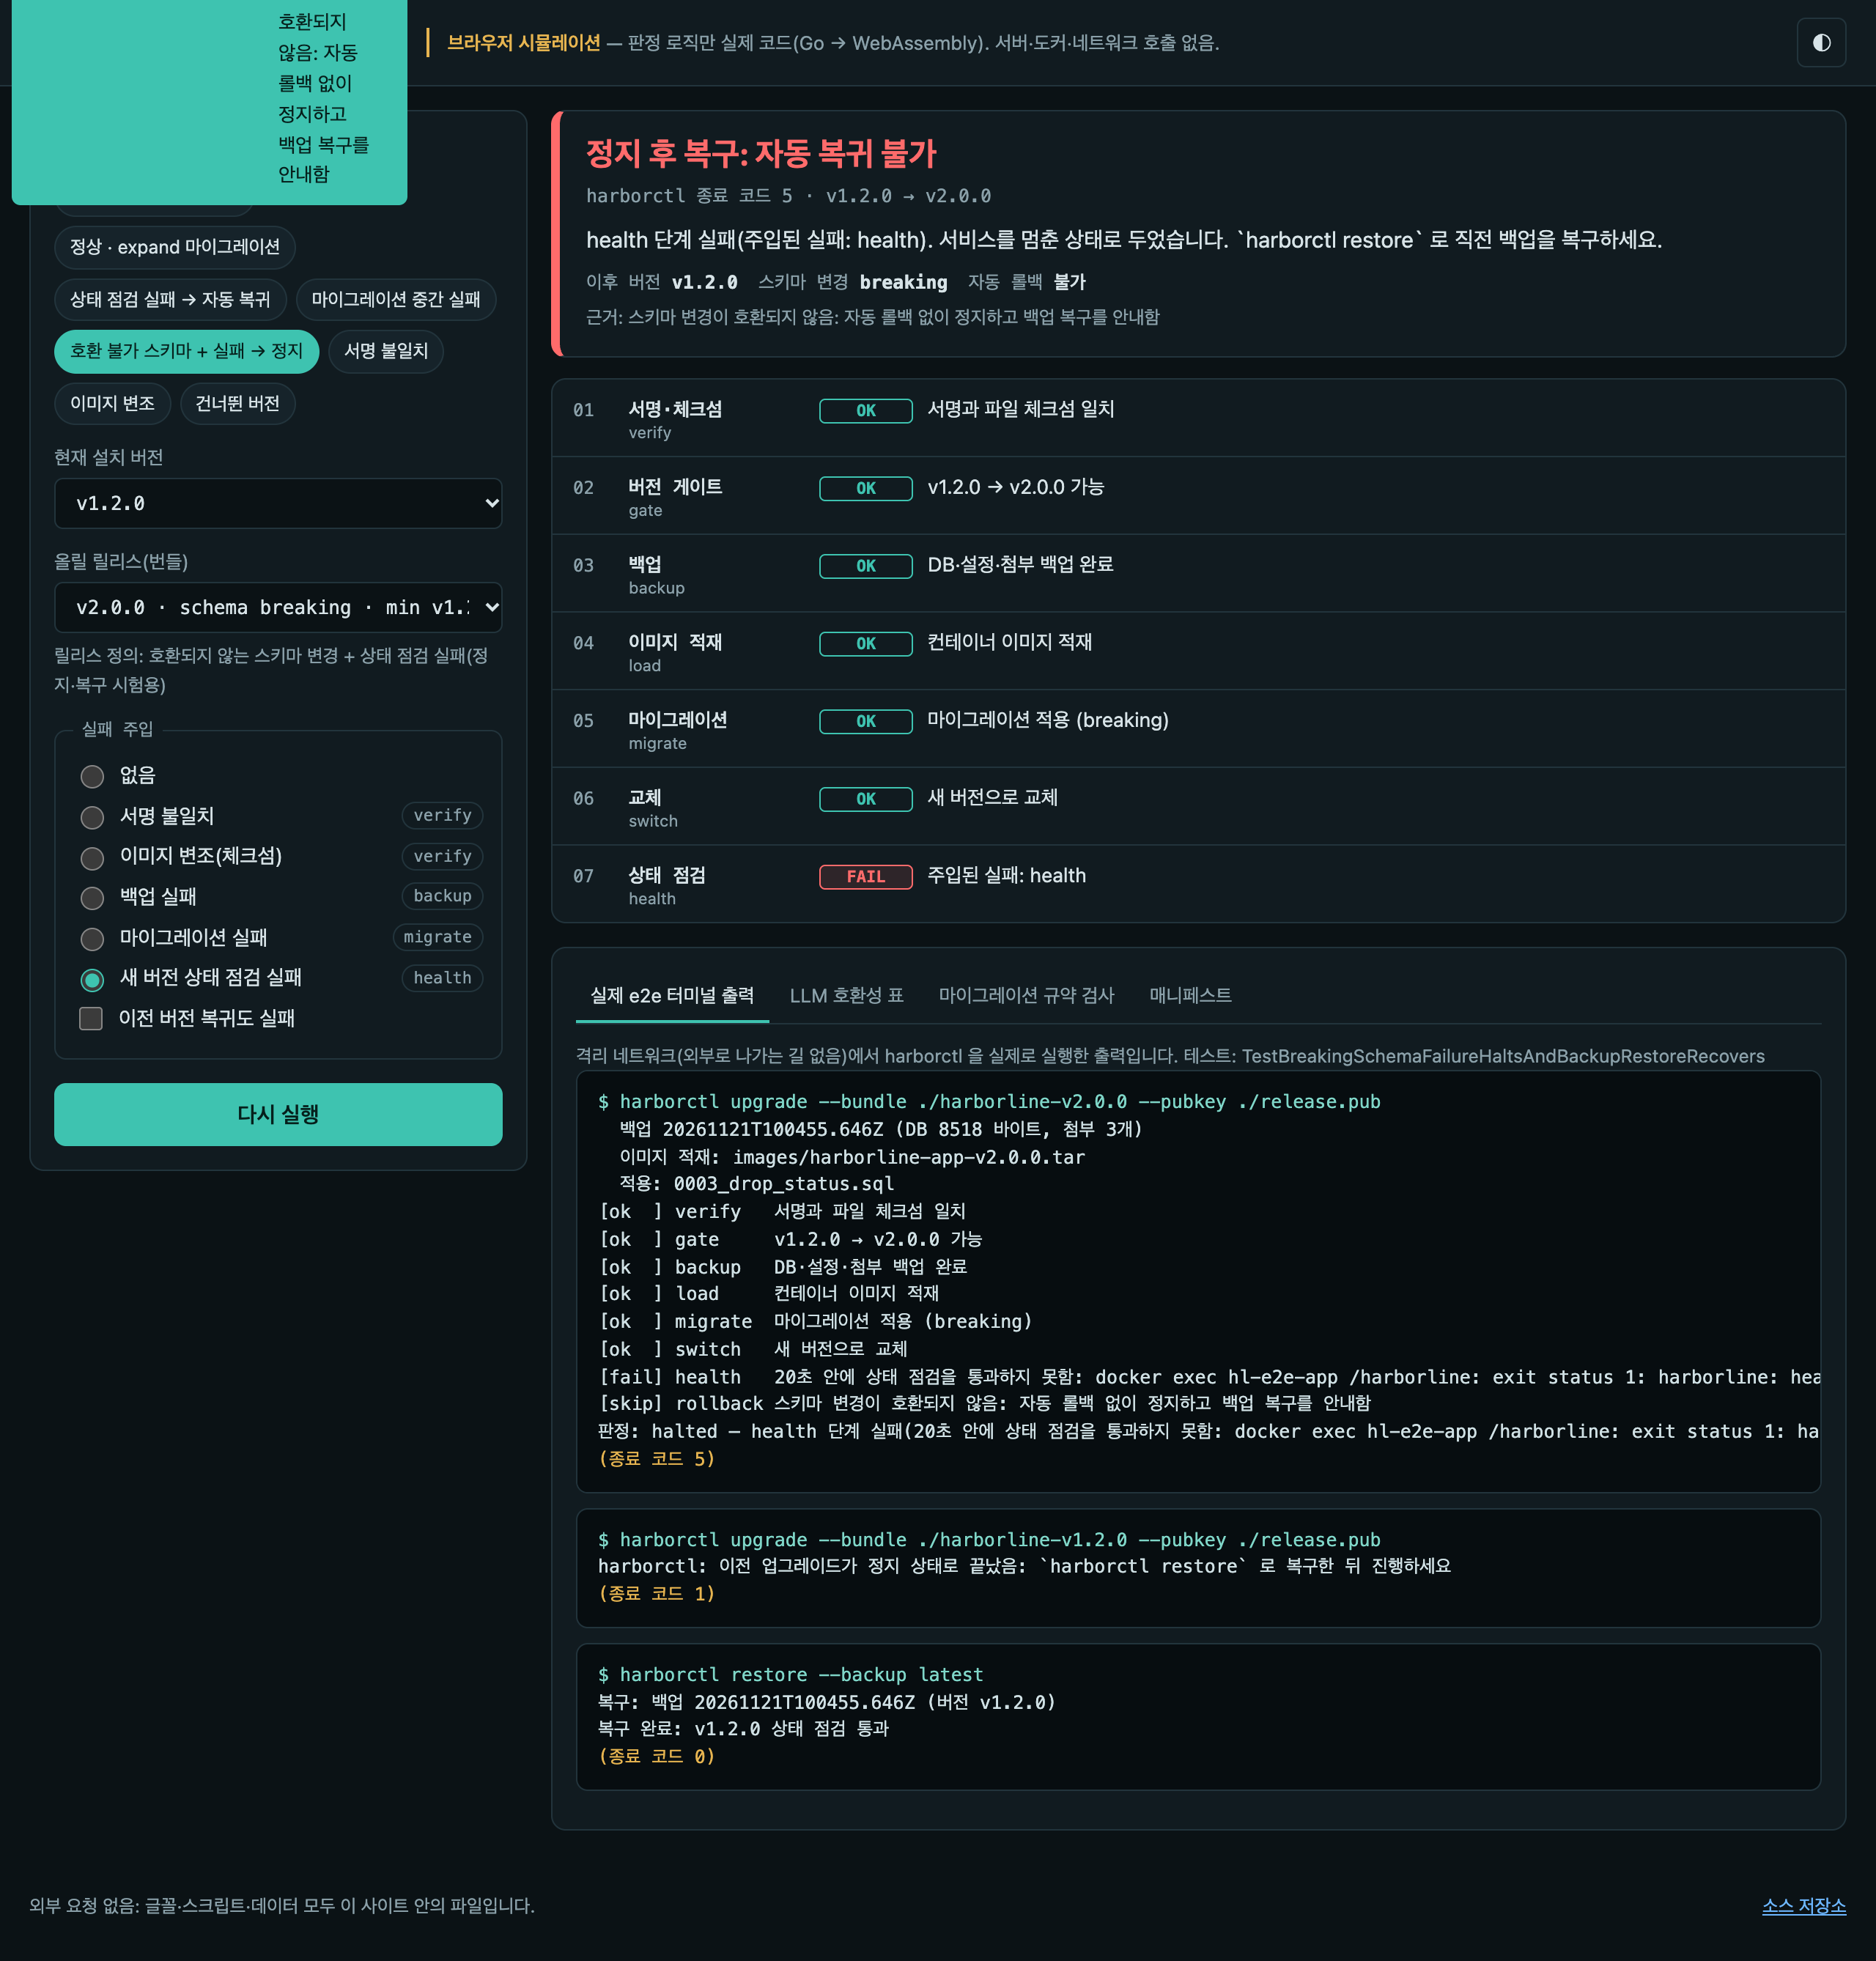 호환되지
않음: 자동
롤백 없이
정지하고
백업 복구를
안내함
브라우저 시뮬레이션 — 판정 로직만 실제 코드(Go → WebAssembly). 서버·도커·네트워크 호출 없음.
정상 · expand 마이그레이션
상태 점검 실패 → 자동 복귀
마이그레이션 중간 실패
호환 불가 스키마 + 실패 → 정지
서명 불일치
이미지 변조
건너뛴 버전
현재 설치 버전
v1.2.0
올릴 릴리스(번들)
v2.0.0 · schema breaking · min v1.
릴리스 정의: 호환되지 않는 스키마 변경 + 상태 점검 실패(정
지·복구 시험용)
실패 주입
없음
서명 불일치 verify
이미지 변조(체크섬) verify
백업 실패 backup
마이그레이션 실패 migrate
새 버전 상태 점검 실패 health
이전 버전 복귀도 실패
다시 실행
정지 후 복구: 자동 복귀 불가
harborctl 종료 코드 5 · v1.2.0 → v2.0.0
health 단계 실패(주입된 실패: health). 서비스를 멈춘 상태로 두었습니다. `harborctl restore` 로 직전 백업을 복구하세요.
이후 버전 v1.2.0 스키마 변경 breaking 자동 롤백 불가
근거: 스키마 변경이 호환되지 않음: 자동 롤백 없이 정지하고 백업 복구를 안내함
01 서명·체크섬 OK 서명과 파일 체크섬 일치
verify
02 버전 게이트 OK v1.2.0 → v2.0.0 가능
gate
03 백업 OK DB·설정·첨부 백업 완료
backup
04 이미지 적재 OK 컨테이너 이미지 적재
load
05 마이그레이션 OK 마이그레이션 적용 (breaking)
migrate
06 교체 OK 새 버전으로 교체
switch
07 상태 점검 FAIL 주입된 실패: health
health
실제 e2e 터미널 출력 LLM 호환성 표 마이그레이션 규약 검사 매니페스트
격리 네트워크(외부로 나가는 길 없음)에서 harborctl 을 실제로 실행한 출력입니다. 테스트: TestBreakingSchemaFailureHaltsAndBackupRestoreRecovers
$ harborctl upgrade --bundle ./harborline-v2.0.0 --pubkey ./release.pub
백업 20261121T100455.646Z (DB 8518 바이트, 첨부 3개)
이미지 적재: images/harborline-app-v2.0.0.tar
적용: 0003_drop_status.sql
[ok  ] verify   서명과 파일 체크섬 일치
[ok  ] gate     v1.2.0 → v2.0.0 가능
[ok  ] backup   DB·설정·첨부 백업 완료
[ok  ] load     컨테이너 이미지 적재
[ok  ] migrate  마이그레이션 적용 (breaking)
[ok  ] switch   새 버전으로 교체
[fail] health   20초 안에 상태 점검을 통과하지 못함: docker exec hl-e2e-app /harborline: exit status 1: harborline: hea
[skip] rollback 스키마 변경이 호환되지 않음: 자동 롤백 없이 정지하고 백업 복구를 안내함
판정: halted — health 단계 실패(20초 안에 상태 점검을 통과하지 못함: docker exec hl-e2e-app /harborline: exit status 1: ha
(종료 코드 5)
$ harborctl upgrade --bundle ./harborline-v1.2.0 --pubkey ./release.pub
harborctl: 이전 업그레이드가 정지 상태로 끝났음: `harborctl restore` 로 복구한 뒤 진행하세요
(종료 코드 1)
$ harborctl restore --backup latest
복구: 백업 20261121T100455.646Z (버전 v1.2.0)
복구 완료: v1.2.0 상태 점검 통과
(종료 코드 0)
외부 요청 없음: 글꼴·스크립트·데이터 모두 이 사이트 안의 파일입니다.
소스 저장소